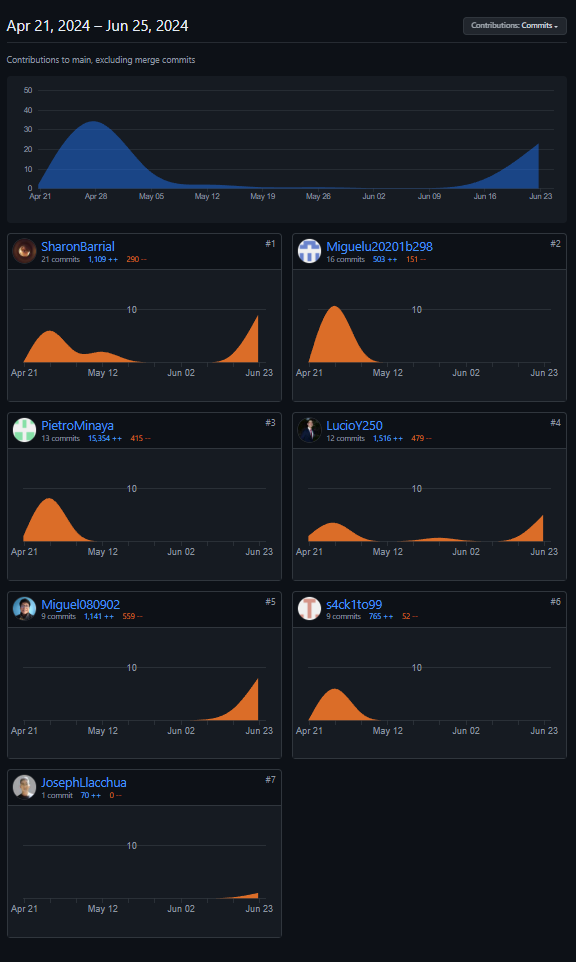 Apr 21, 2024 – Jun 25, 2024
Contributions: Commits
Contributions to main, excluding merge commits
50
40
30
20
10
0
Apr 21 Apr 28 May 05 May 12 May 19 May 26 Jun 02 Jun 09 Jun 16 Jun 23
SharonBarrial #1
21 commits 1,109 ++ 290 --
10
Apr 21 May 12 Jun 02 Jun 23
Miguelu20201b298 #2
16 commits 503 ++ 151 --
10
Apr 21 May 12 Jun 02 Jun 23
PietroMinaya #3
13 commits 15,354 ++ 415 --
10
Apr 21 May 12 Jun 02 Jun 23
LucioY250 #4
12 commits 1,516 ++ 479 --
10
Apr 21 May 12 Jun 02 Jun 23
Miguel080902 #5
9 commits 1,141 ++ 559 --
10
Apr 21 May 12 Jun 02 Jun 23
s4ck1to99 #6
9 commits 765 ++ 52 --
10
Apr 21 May 12 Jun 02 Jun 23
JosephLlacchua #7
1 commit 70 ++ 0 --
10
Apr 21 May 12 Jun 02 Jun 23